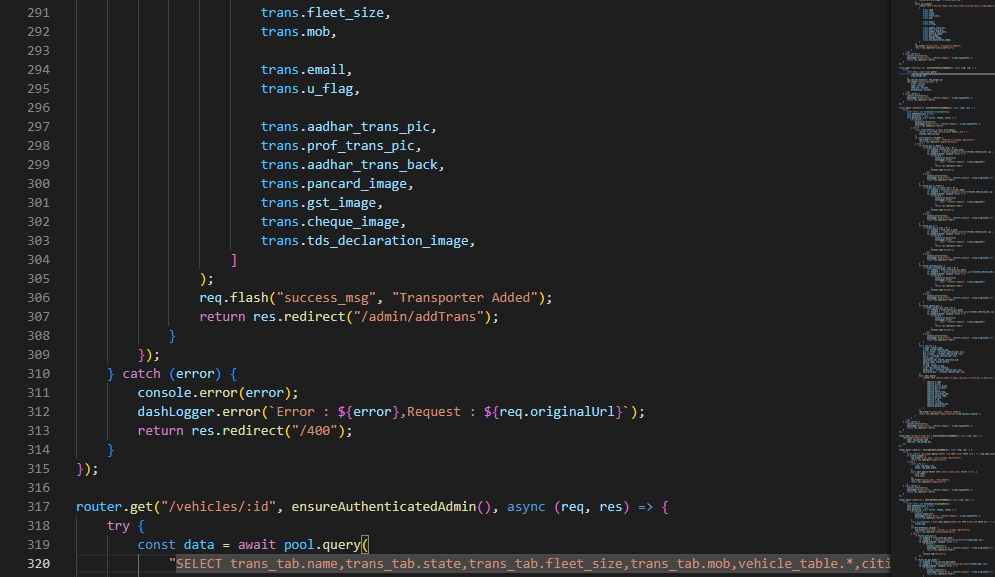 291 trans.fleet_size,
292 trans.mob,
293
294 trans.email,
295 trans.u_flag,
296
297 trans.aadhar_trans_pic,
298 trans.prof_trans_pic,
299 trans.aadhar_trans_back,
300 trans.pancard_image,
301 trans.gst_image,
302 trans.cheque_image,
303 trans.tds_declaration_image,
304 ]
305 );
306 req.flash("success_msg", "Transporter Added");
307 return res.redirect("/admin/addTrans");
308 }
309 });
310 } catch (error) {
311 console.error(error);
312 dashLogger.error(`Error : ${error},Request : ${req.originalUrl}`);
313 return res.redirect("/400");
314 }
315 });
316
317 router.get("/vehicles/:id", ensureAuthenticatedAdmin(), async (req, res) => {
318 try {
319 const data = await pool.query(
320 "SELECT trans_tab.name,trans_tab.state,trans_tab.fleet_size,trans_tab.mob,vehicle_table.*,citi